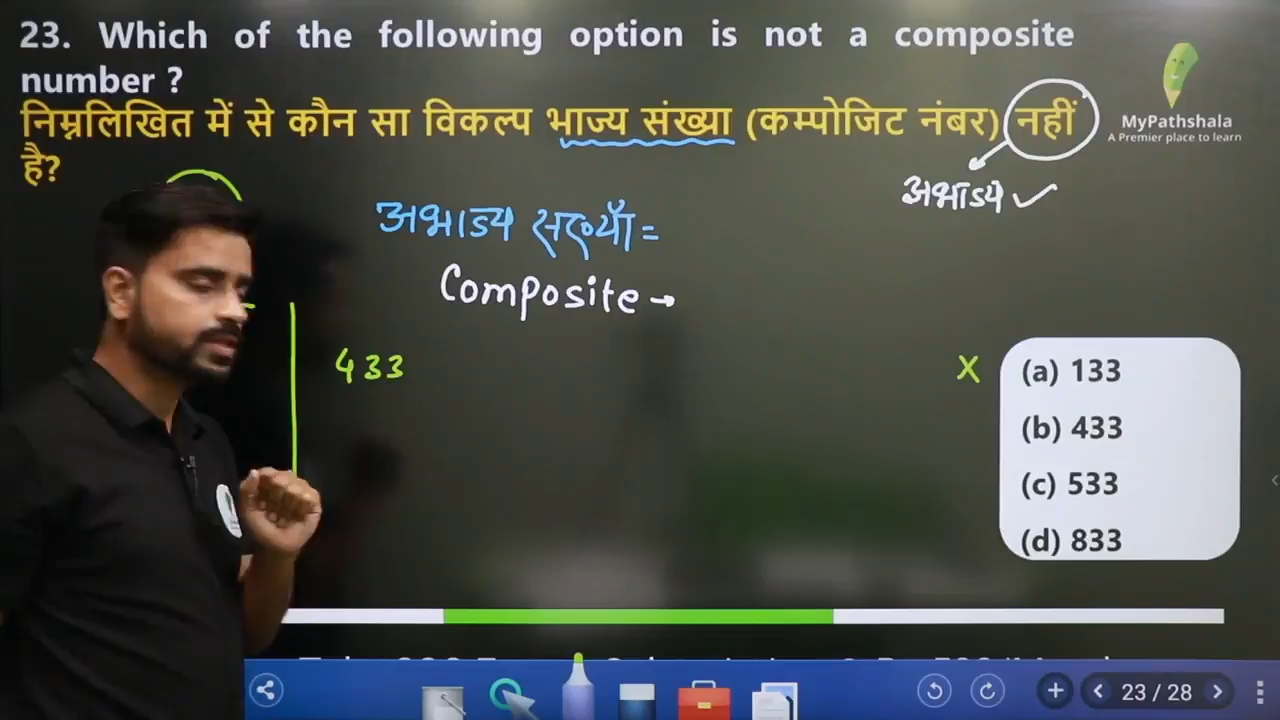 23. Which of the following option is not a composite
number ?
निम्नलिखित में से कौन सा विकल्प भाज्य संख्या (कम्पोजिट नंबर) नहीं
है?
MyPathshala
A Premier place to learn
अभाज्य ✓
अभाज्य संख्याँ =
Composite →
433
X
(a) 133
(b) 433
(c) 533
(d) 833
23 / 28